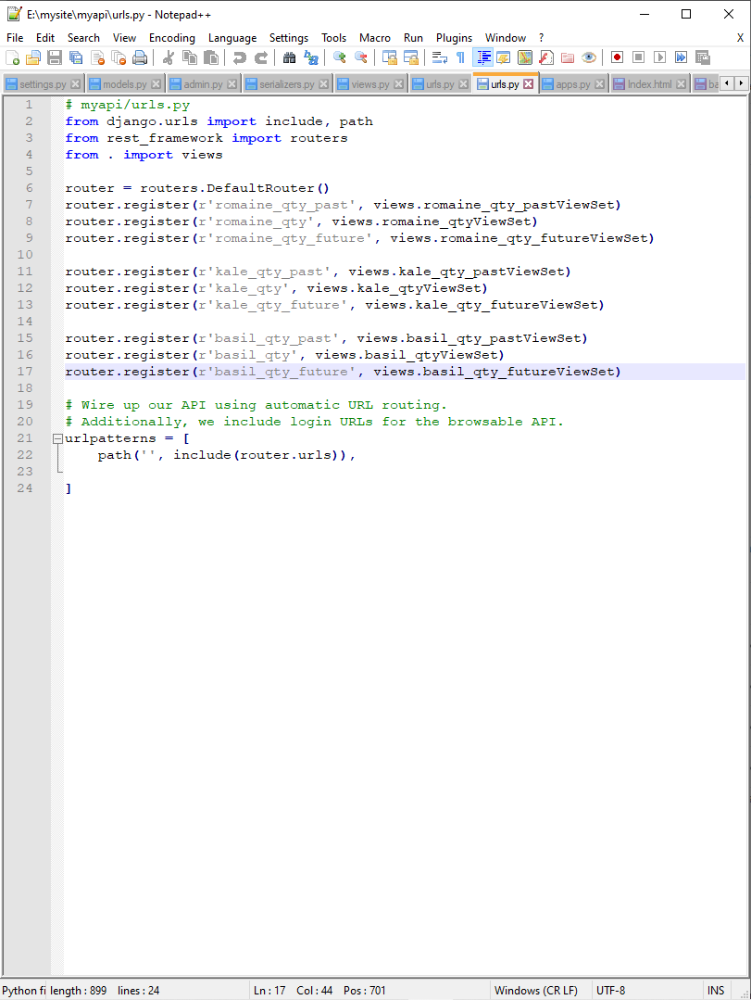 E:\mysite\myapi\urls.py - Notepad++
File Edit Search View Encoding Language Settings Tools Macro Run Plugins Window ? X
settings.py models.py admin.py serializers.py views.py urls.py urls.py apps.py Index.html ba
1 # myapi/urls.py
2 from django.urls import include, path
3 from rest_framework import routers
4 from . import views
5
6 router = routers.DefaultRouter()
7 router.register(r'romaine_qty_past', views.romaine_qty_pastViewSet)
8 router.register(r'romaine_qty', views.romaine_qtyViewSet)
9 router.register(r'romaine_qty_future', views.romaine_qty_futureViewSet)
10
11 router.register(r'kale_qty_past', views.kale_qty_pastViewSet)
12 router.register(r'kale_qty', views.kale_qtyViewSet)
13 router.register(r'kale_qty_future', views.kale_qty_futureViewSet)
14
15 router.register(r'basil_qty_past', views.basil_qty_pastViewSet)
16 router.register(r'basil_qty', views.basil_qtyViewSet)
17 router.register(r'basil_qty_future', views.basil_qty_futureViewSet)
18
19 # Wire up our API using automatic URL routing.
20 # Additionally, we include login URLs for the browsable API.
21 urlpatterns = [
22     path('', include(router.urls)),
23
24 ]
Python fi length : 899 lines : 24 Ln : 17 Col : 44 Pos : 701 Windows (CR LF) UTF-8 INS